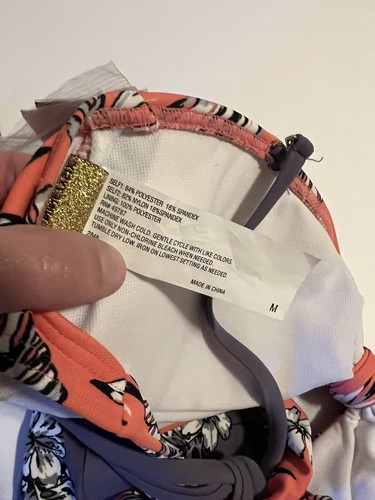 SELF1: 84% POLYESTER 16% SPANDEX
SELF2: 82% NYLON 18%SPANDEX
LINING: 100% POLYESTER
RN# 49787
MACHINE WASH COLD. GENTLE CYCLE WITH LIKE COLORS.
USE ONLY NON-CHLORINE BLEACH WHEN NEEDED.
TUMBLE DRY LOW. IRON ON LOWEST SETTING AS NEEDED.
MADE IN CHINA
M